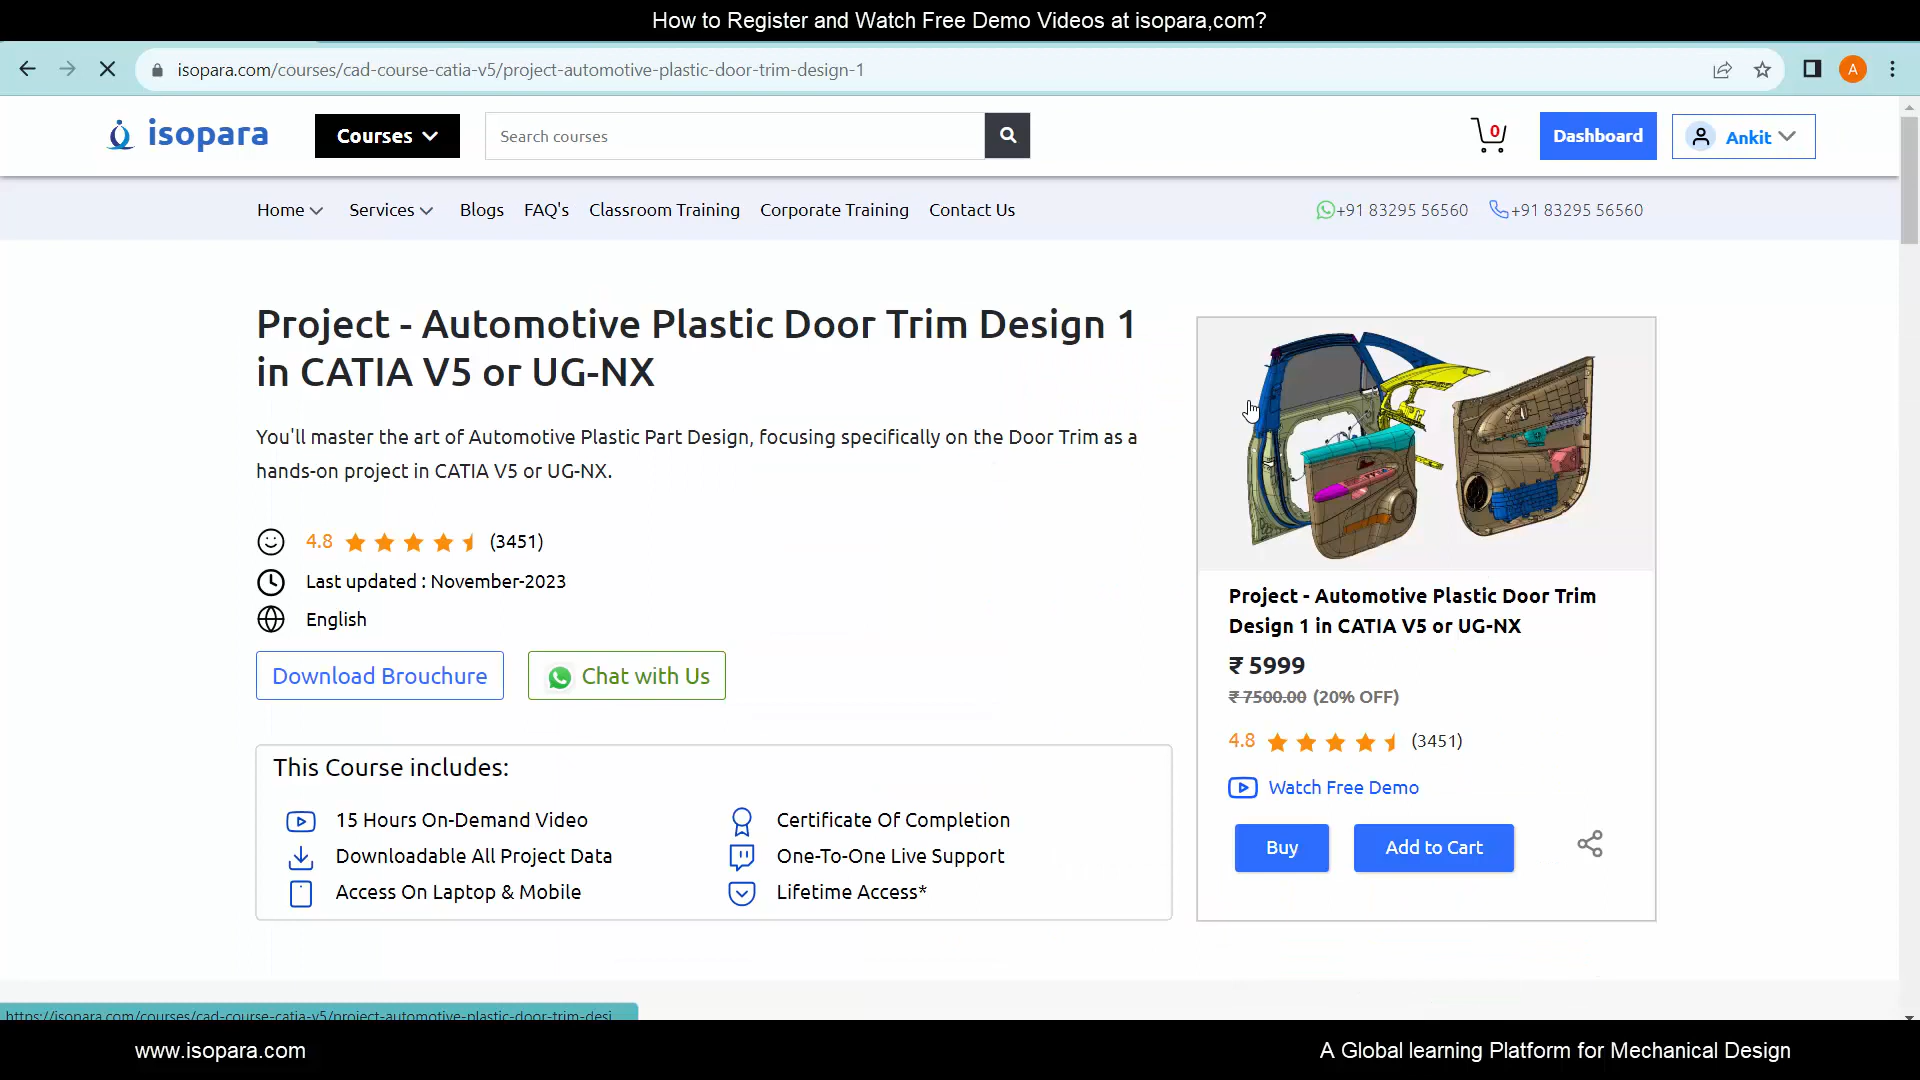 How to Register and Watch Free Demo Videos at isopara,com?
isopara.com/courses/cad-course-catia-v5/project-automotive-plastic-door-trim-design-1
A
isopara
Courses
Search courses
0
Dashboard
Ankit
Home
Services
Blogs
FAQ's
Classroom Training
Corporate Training
Contact Us
+91 83295 56560
+91 83295 56560
Project - Automotive Plastic Door Trim Design 1
in CATIA V5 or UG-NX
You'll master the art of Automotive Plastic Part Design, focusing specifically on the Door Trim as a
hands-on project in CATIA V5 or UG-NX.
4.8 (3451)
Last updated : November-2023
English
Download Brouchure
Chat with Us
This Course includes:
15 Hours On-Demand Video
Certificate Of Completion
Downloadable All Project Data
One-To-One Live Support
Access On Laptop & Mobile
Lifetime Access*
Project - Automotive Plastic Door Trim
Design 1 in CATIA V5 or UG-NX
₹ 5999
₹ 7500.00 (20% OFF)
4.8 (3451)
Watch Free Demo
Buy
Add to Cart
https://isopara.com/courses/cad-course-catia-v5/project-automotive-plastic-door-trim-desi
www.isopara.com
A Global learning Platform for Mechanical Design